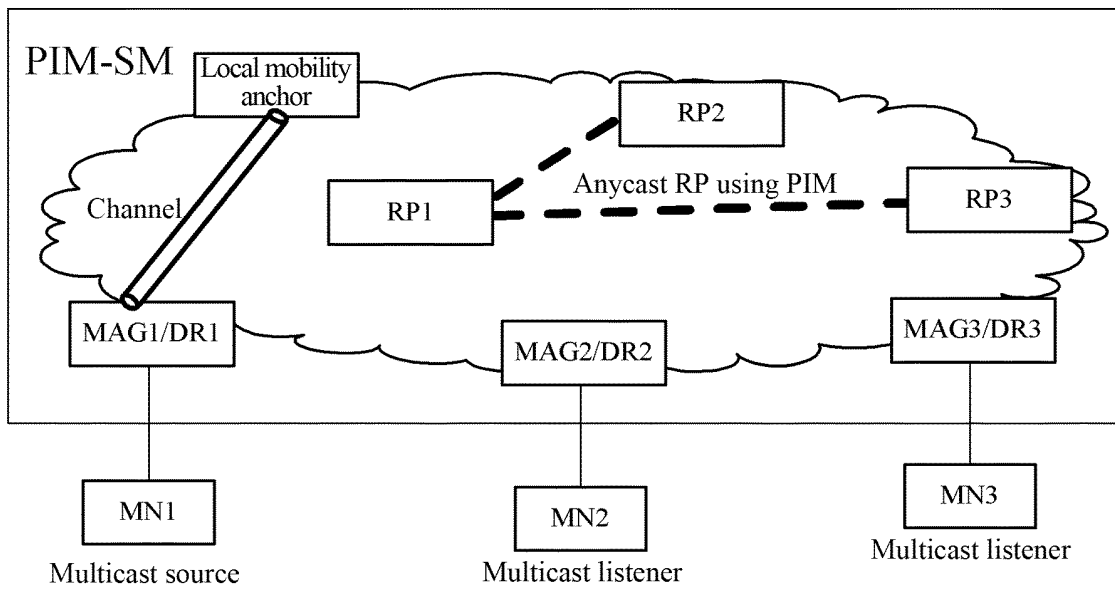 PIM-SM
Local mobility
anchor
RP2
Anycast RP using PIM
RP1
RP3
Channel
MAG1/DR1
MAG2/DR2
MAG3/DR3
MN1
MN2
MN3
Multicast source
Multicast listener
Multicast listener